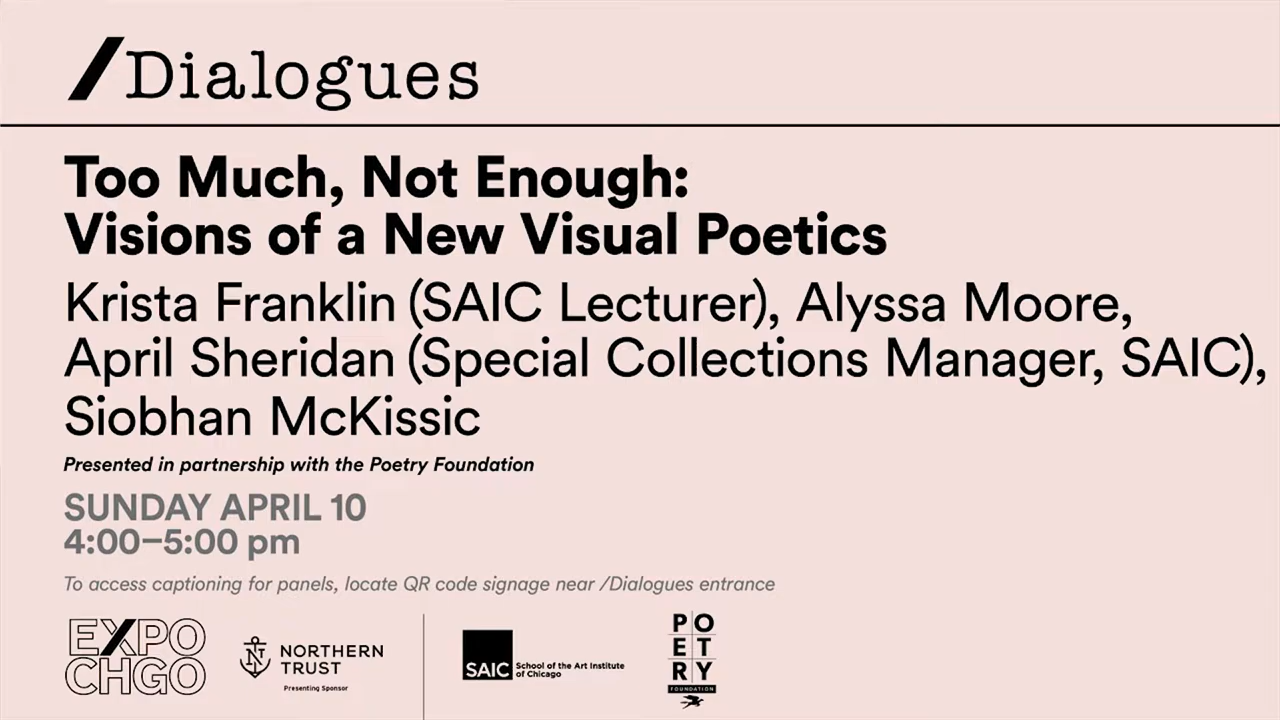 /Dialogues
Too Much, Not Enough:
Visions of a New Visual Poetics
Krista Franklin (SAIC Lecturer), Alyssa Moore,
April Sheridan (Special Collections Manager, SAIC),
Siobhan McKissic
Presented in partnership with the Poetry Foundation
SUNDAY APRIL 10
4:00–5:00 pm
To access captioning for panels, locate QR code signage near /Dialogues entrance
EXPO
CHGO
NORTHERN
TRUST
Presenting Sponsor
SAIC
School of the Art Institute
of Chicago
PO
ET
RY
FOUNDATION